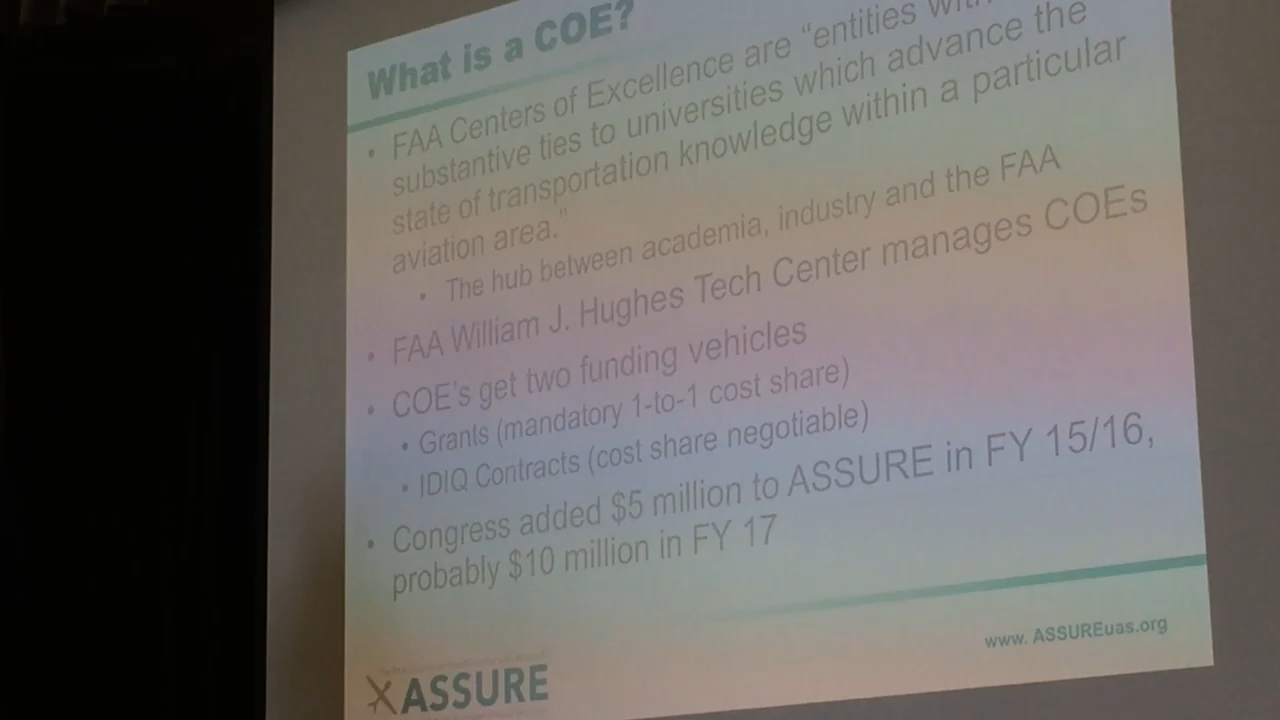 What is a COE?
• FAA Centers of Excellence are “entities with
substantive ties to universities which advance the
state of transportation knowledge within a particular
aviation area.”
• The hub between academia, industry and the FAA
• FAA William J. Hughes Tech Center manages COEs
• COE's get two funding vehicles
• Grants (mandatory 1-to-1 cost share)
• IDIQ Contracts (cost share negotiable)
• Congress added $5 million to ASSURE in FY 15/16,
probably $10 million in FY 17
www. ASSUREuas.org
ASSURE